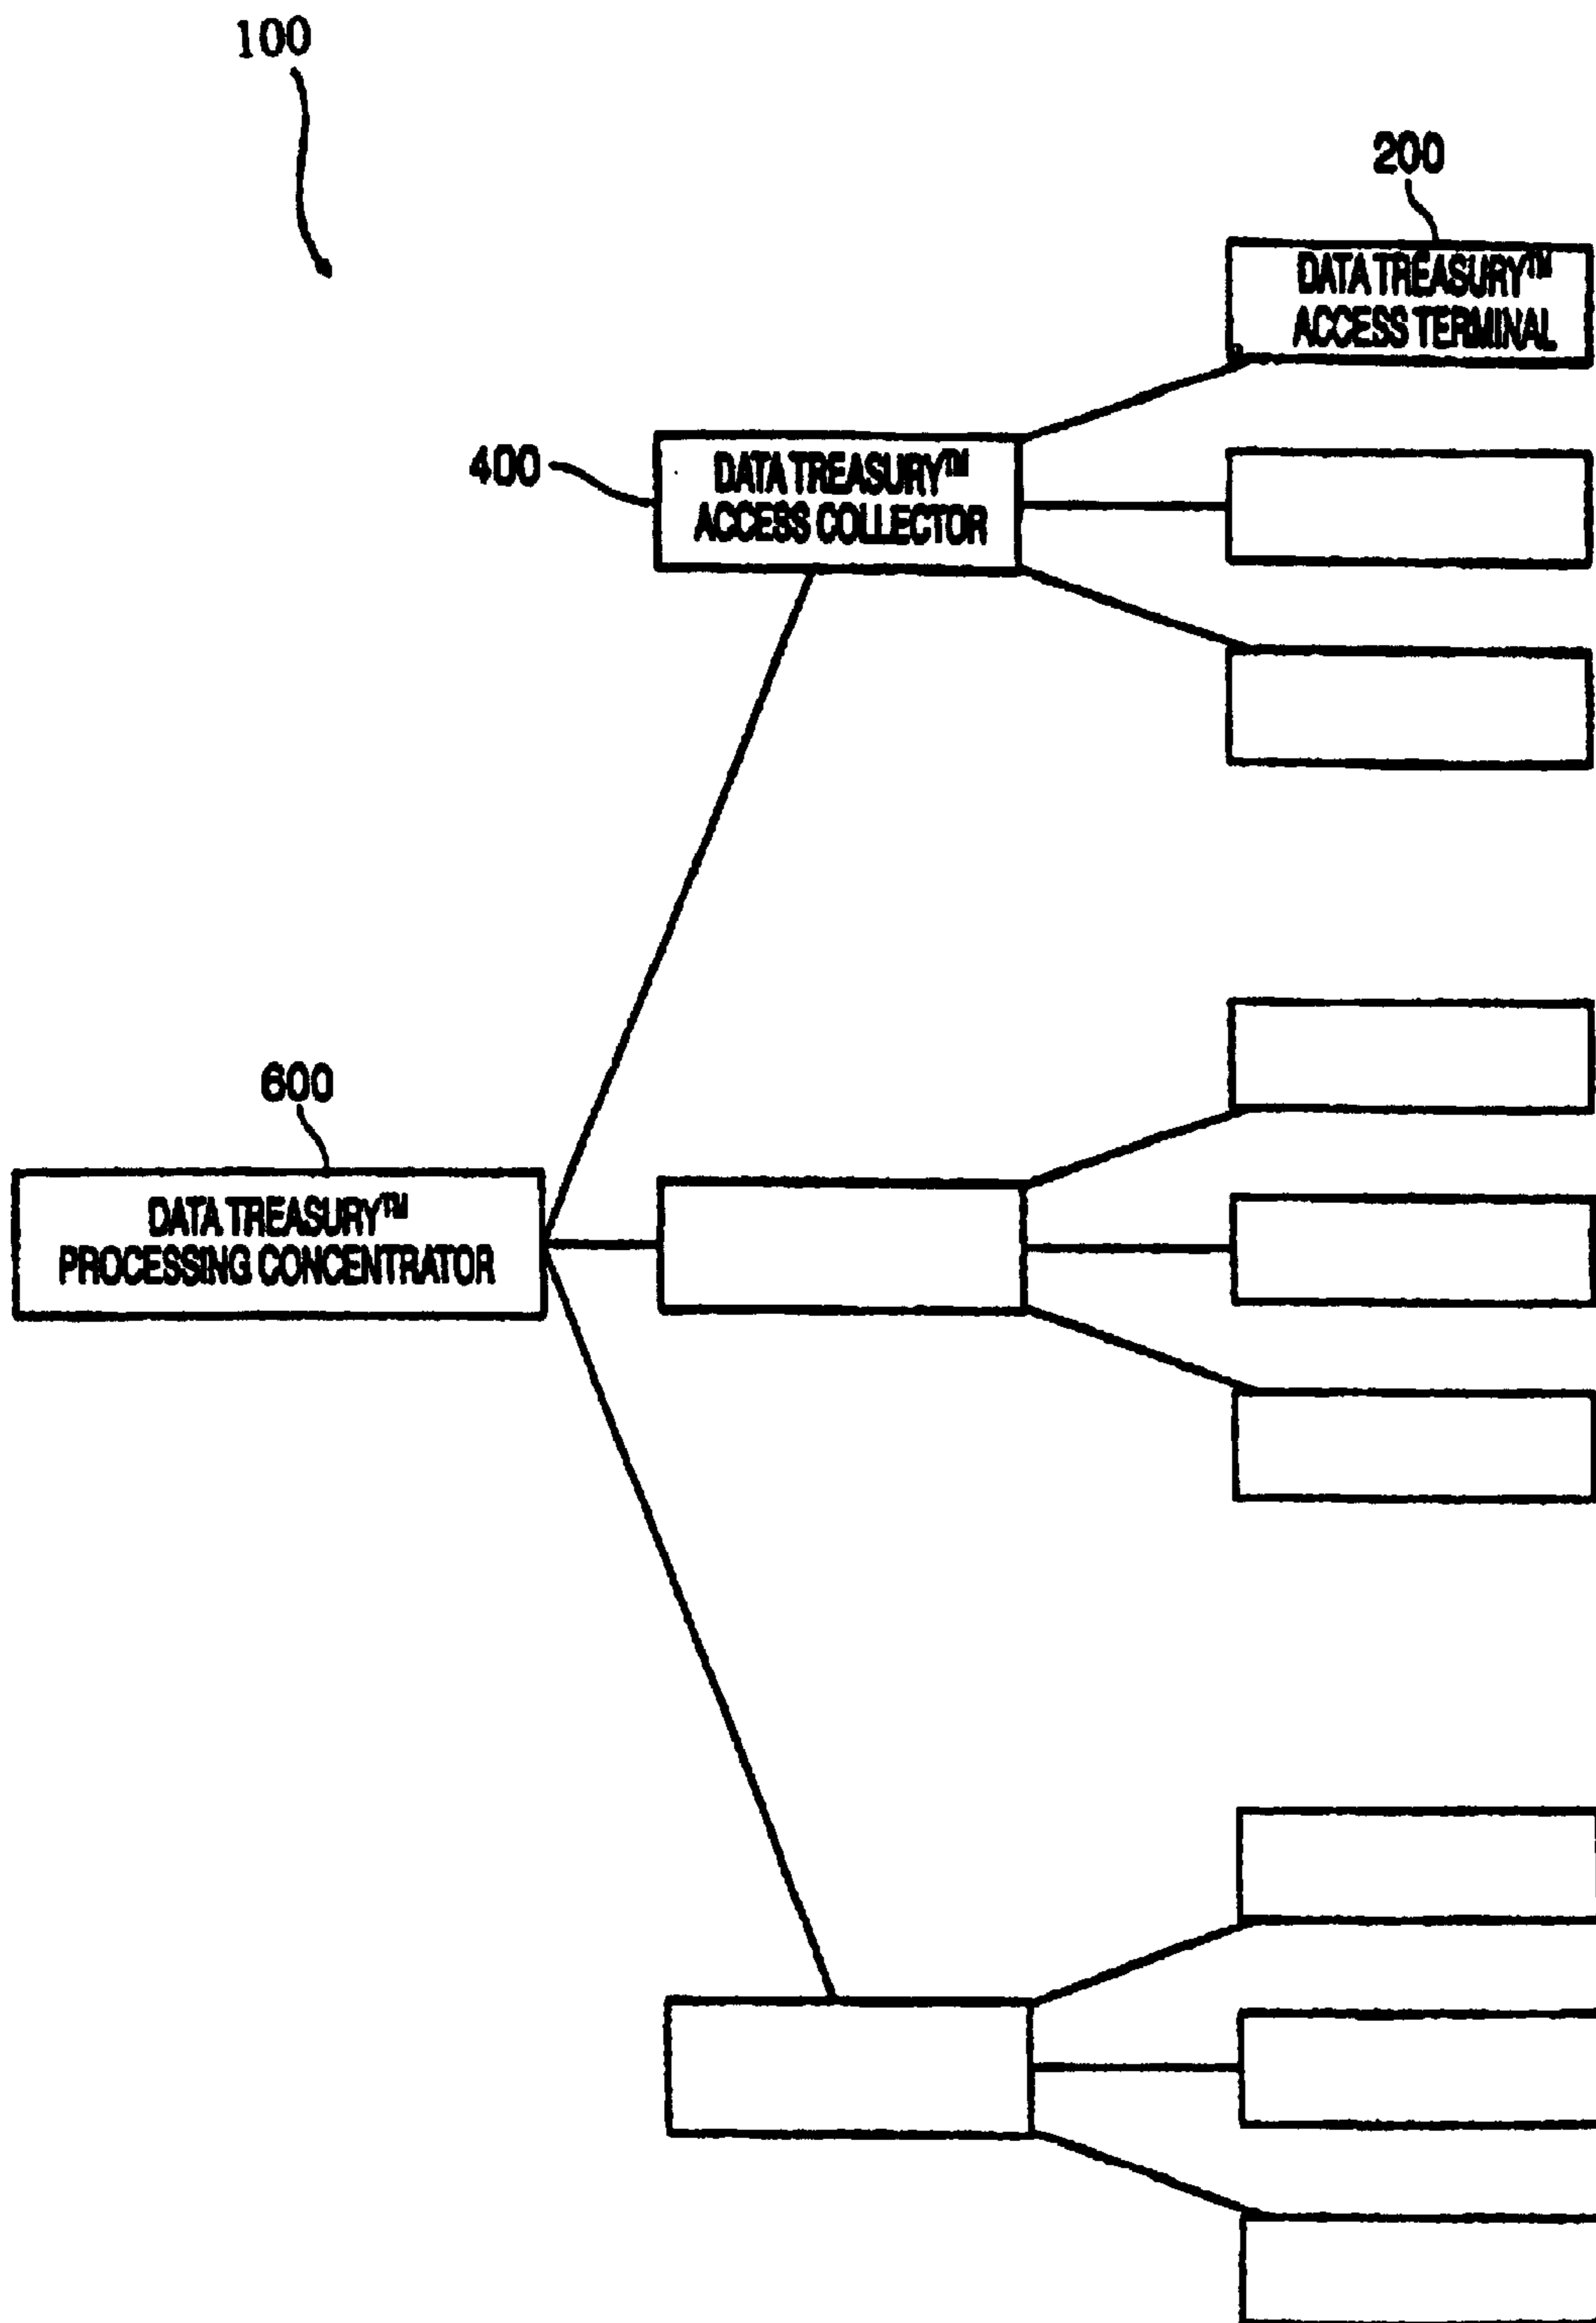 100
200
DATA TREASURY™
ACCESS TERMINAL
400
DATA TREASURY™
ACCESS COLLECTOR
600
DATA TREASURY™
PROCESSING CONCENTRATOR